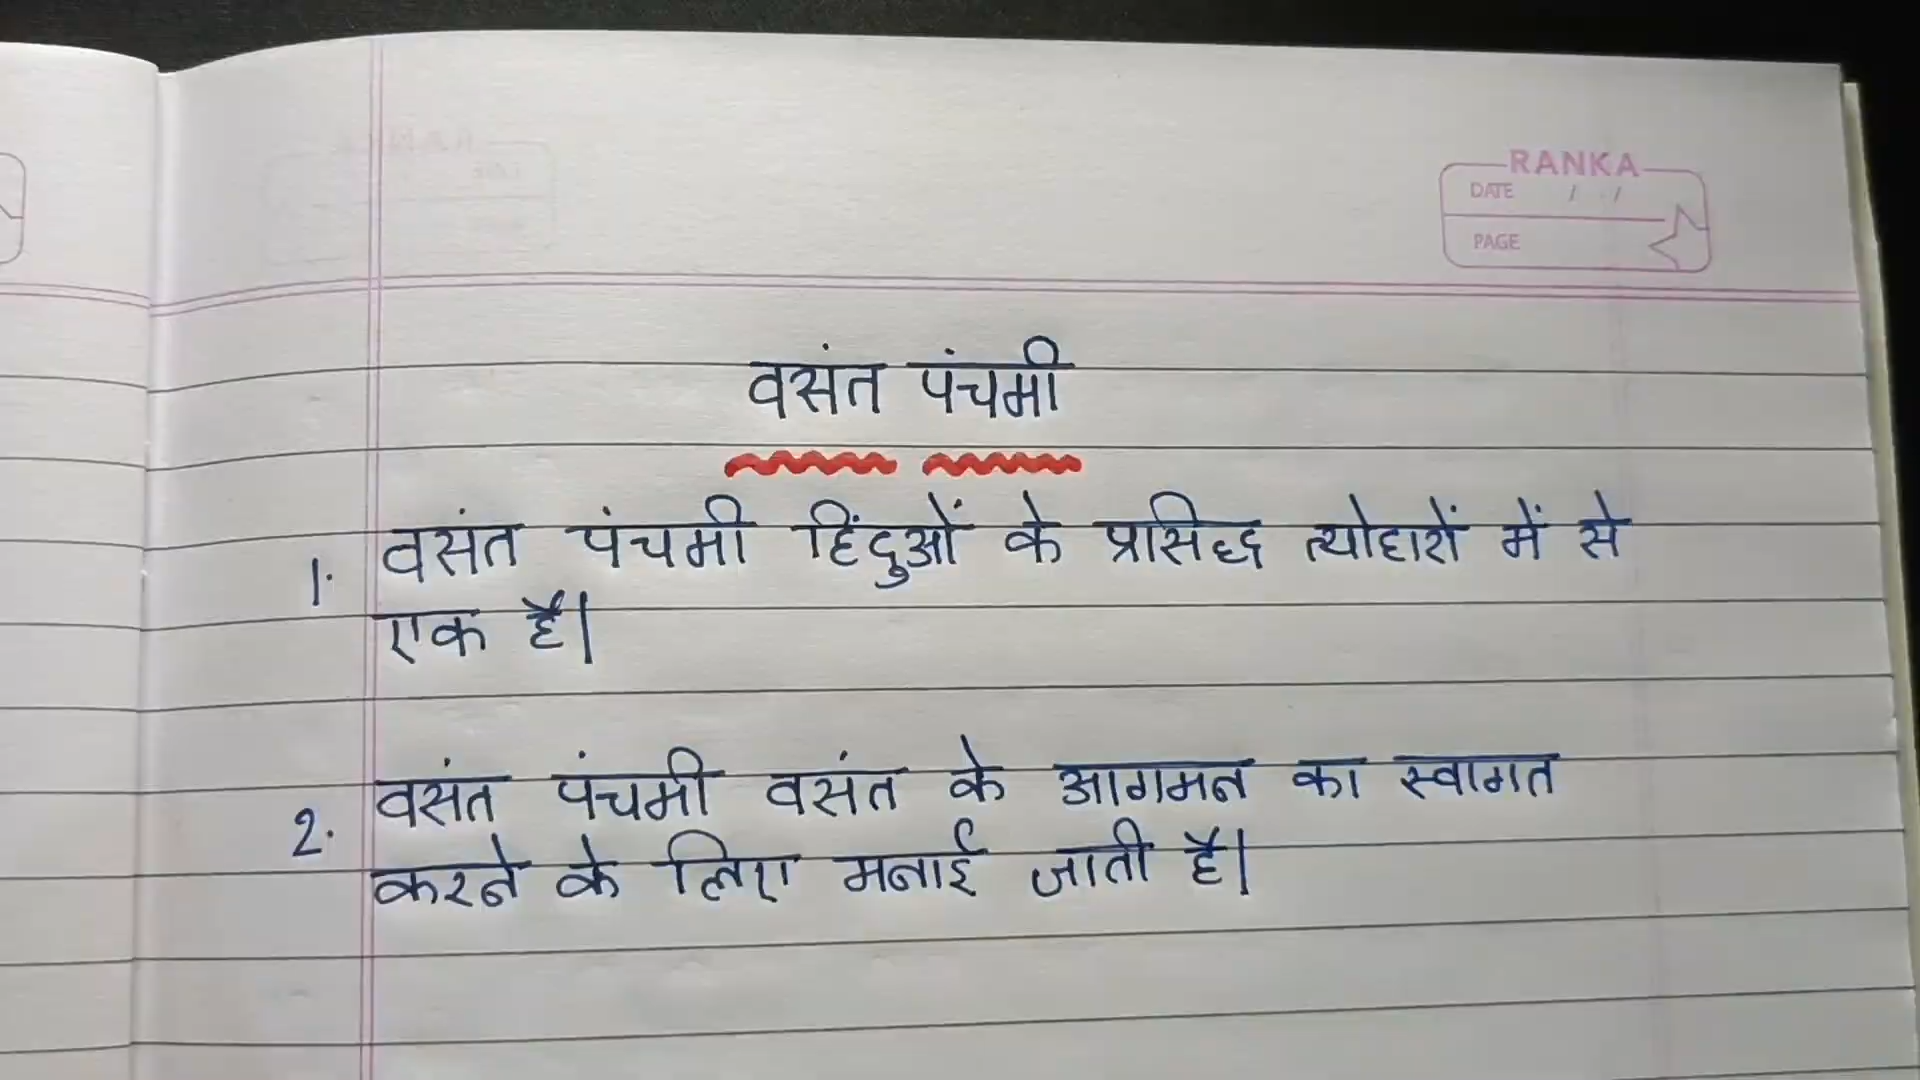 RANKA
DATE / /
PAGE
वसंत पंचमी
1. वसंत पंचमी हिंदुओं के प्रसिद्ध त्योहारों में से
एक है|
2. वसंत पंचमी वसंत के आगमन का स्वागत
करने के लिए मनाई जाती है|